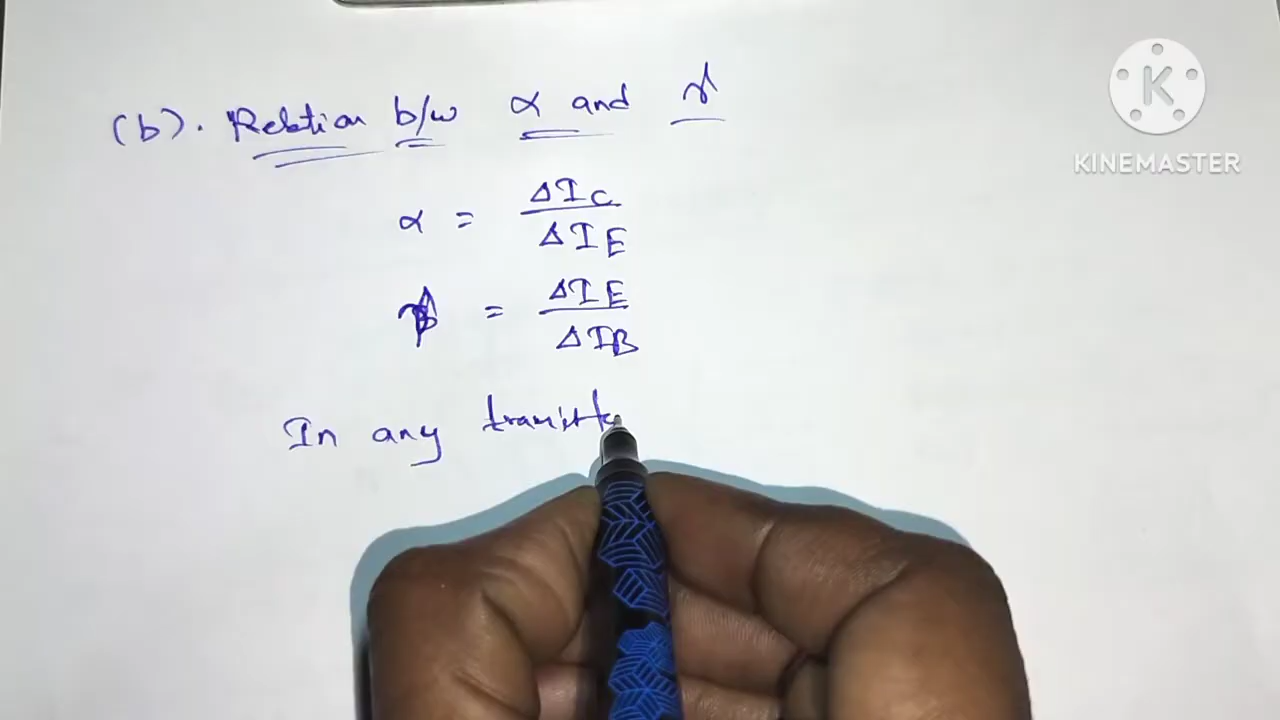 (b). Relation b/w α and γ
α = ΔIC / ΔIE
γ = ΔIE / ΔIB
In any
K
KINEMASTER